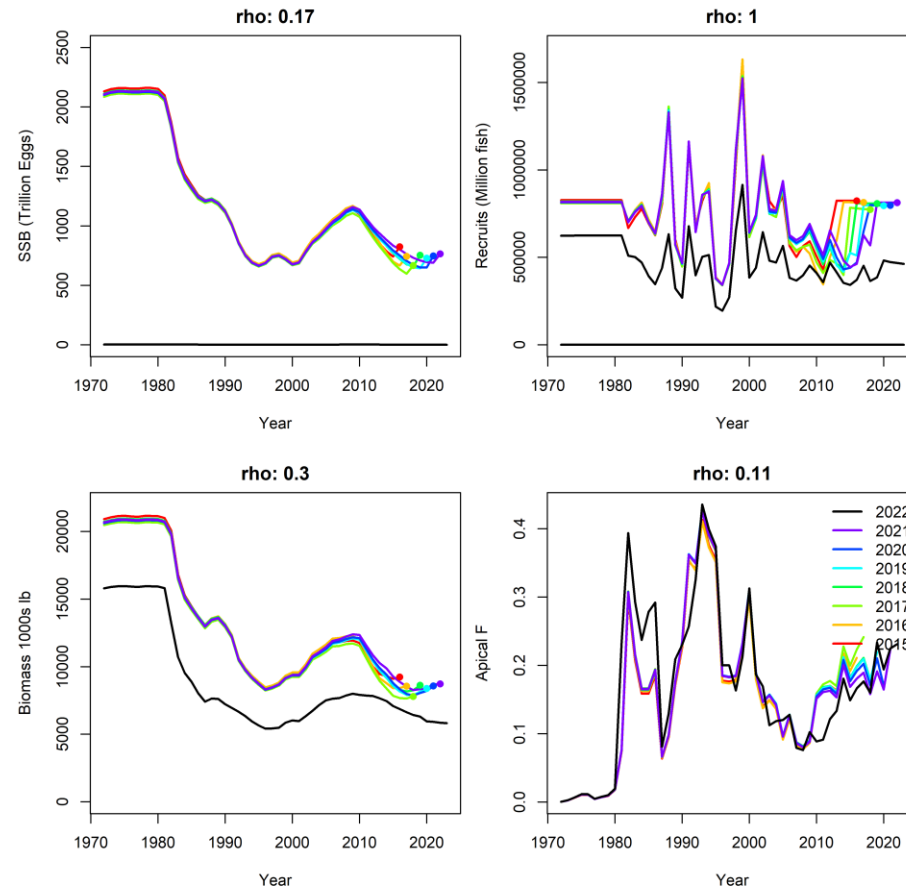 rho: 0.17
SSB (Trillion Eggs)
2500
2000
1500
1000
500
0
1970 1980 1990 2000 2010 2020
Year
rho: 1
Recruits (Million fish)
1500000
1000000
500000
0
1970 1980 1990 2000 2010 2020
Year
rho: 0.3
Biomass 1000s lb
20000
15000
10000
5000
0
1970 1980 1990 2000 2010 2020
Year
rho: 0.11
Apical F
0.4
0.3
0.2
0.1
0.0
1970 1980 1990 2000 2010 2020
Year
2022
2021
2020
2019
2018
2017
2016
2015